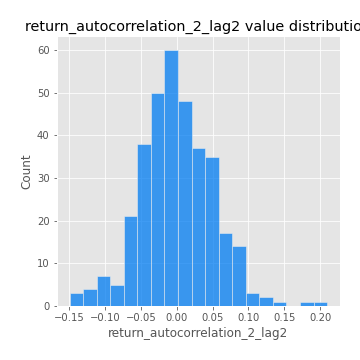 return_autocorrelation_2_lag2 value distributio
60
50
40
30
20
10
0
Count
−0.15 −0.10 −0.05 0.00 0.05 0.10 0.15 0.20
return_autocorrelation_2_lag2